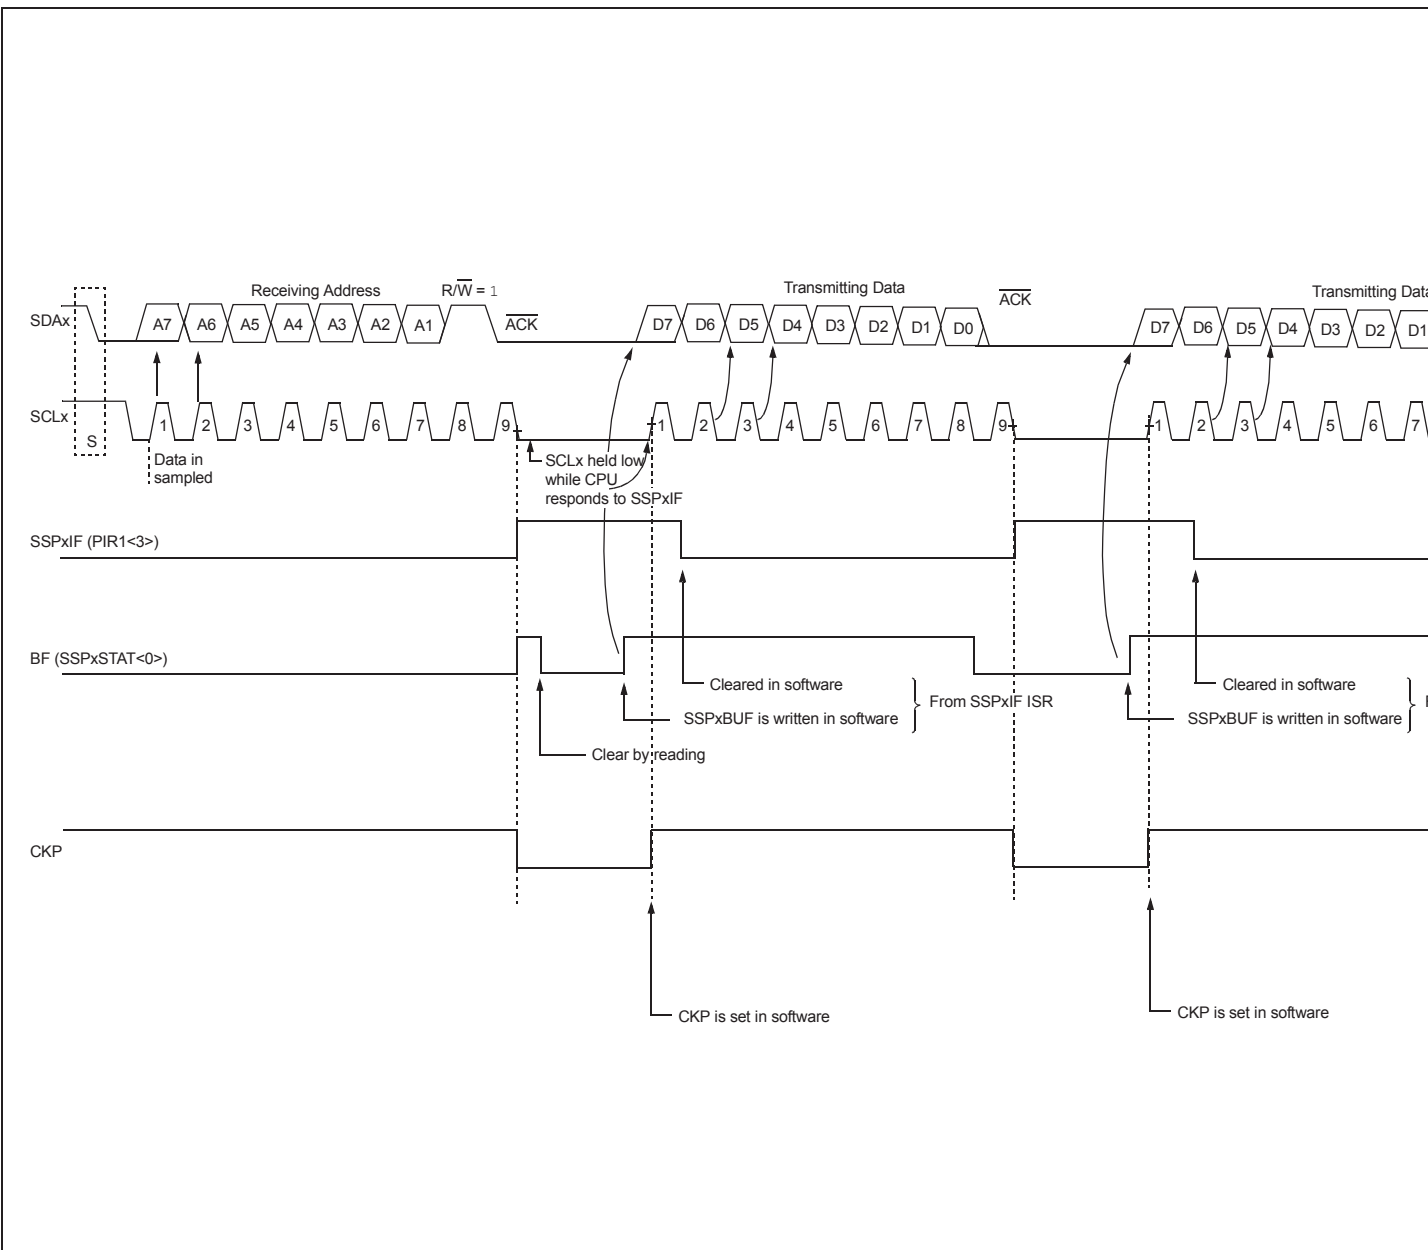 Receiving Address R/W = 1
Transmitting Data
ACK
Transmitting Data
SDAx A7 A6 A5 A4 A3 A2 A1 ACK D7 D6 D5 D4 D3 D2 D1 D0 D7 D6 D5 D4 D3 D2 D1
SCLx 1 2 3 4 5 6 7 8 9 1 2 3 4 5 6 7 8 9 1 2 3 4 5 6 7
S
Data in
sampled
SCLx held low
while CPU
responds to SSPxIF
SSPxIF (PIR1<3>)
BF (SSPxSTAT<0>)
Cleared in software
SSPxBUF is written in software
From SSPxIF ISR
Clear by reading
Cleared in software
SSPxBUF is written in software
CKP
CKP is set in software
CKP is set in software